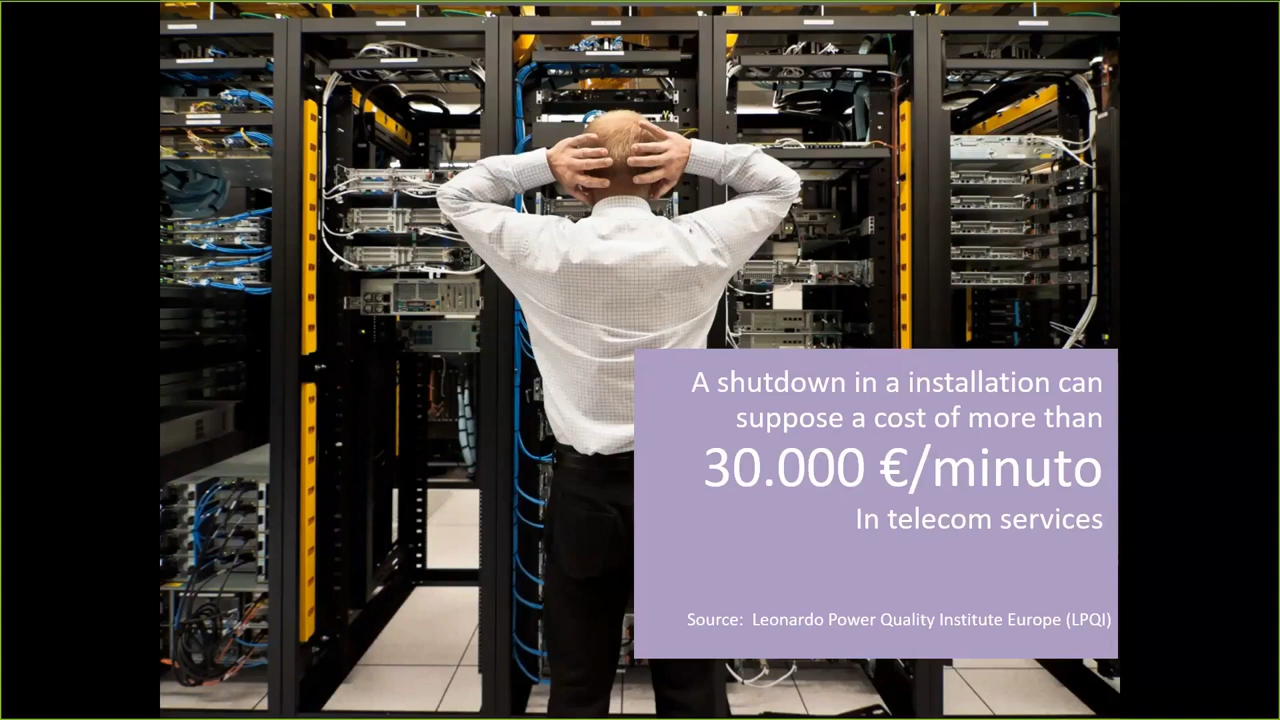 A shutdown in a installation can
suppose a cost of more than
30.000 €/minuto
In telecom services
Source:  Leonardo Power Quality Institute Europe (LPQI)